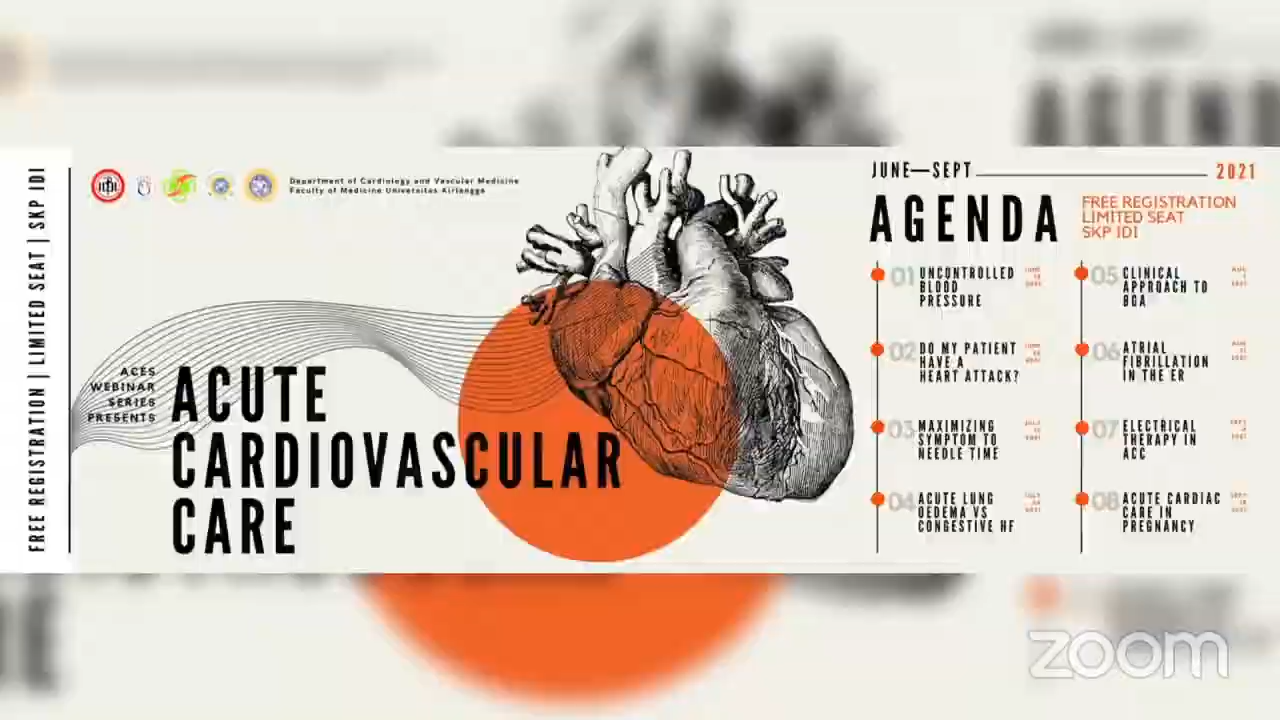 FREE REGISTRATION | LIMITED SEAT | SKP IDI
Department of Cardiology and Vascular Medicine
Faculty of Medicine Universitas Airlangga
ACES
WEBINAR
SERIES
PRESENTS
ACUTE
CARDIOVASCULAR
CARE
JUNE—SEPT
2021
AGENDA
FREE REGISTRATION
LIMITED SEAT
SKP IDI
01 UNCONTROLLED
BLOOD
PRESSURE
02 DO MY PATIENT
HAVE A
HEART ATTACK?
03 MAXIMIZING
SYMPTOM TO
NEEDLE TIME
04 ACUTE LUNG
OEDEMA VS
CONGESTIVE HF
05 CLINICAL
APPROACH TO
BGA
06 ATRIAL
FIBRILLATION
IN THE ER
07 ELECTRICAL
THERAPY IN
ACC
08 ACUTE CARDIAC
CARE IN
PREGNANCY
zoom